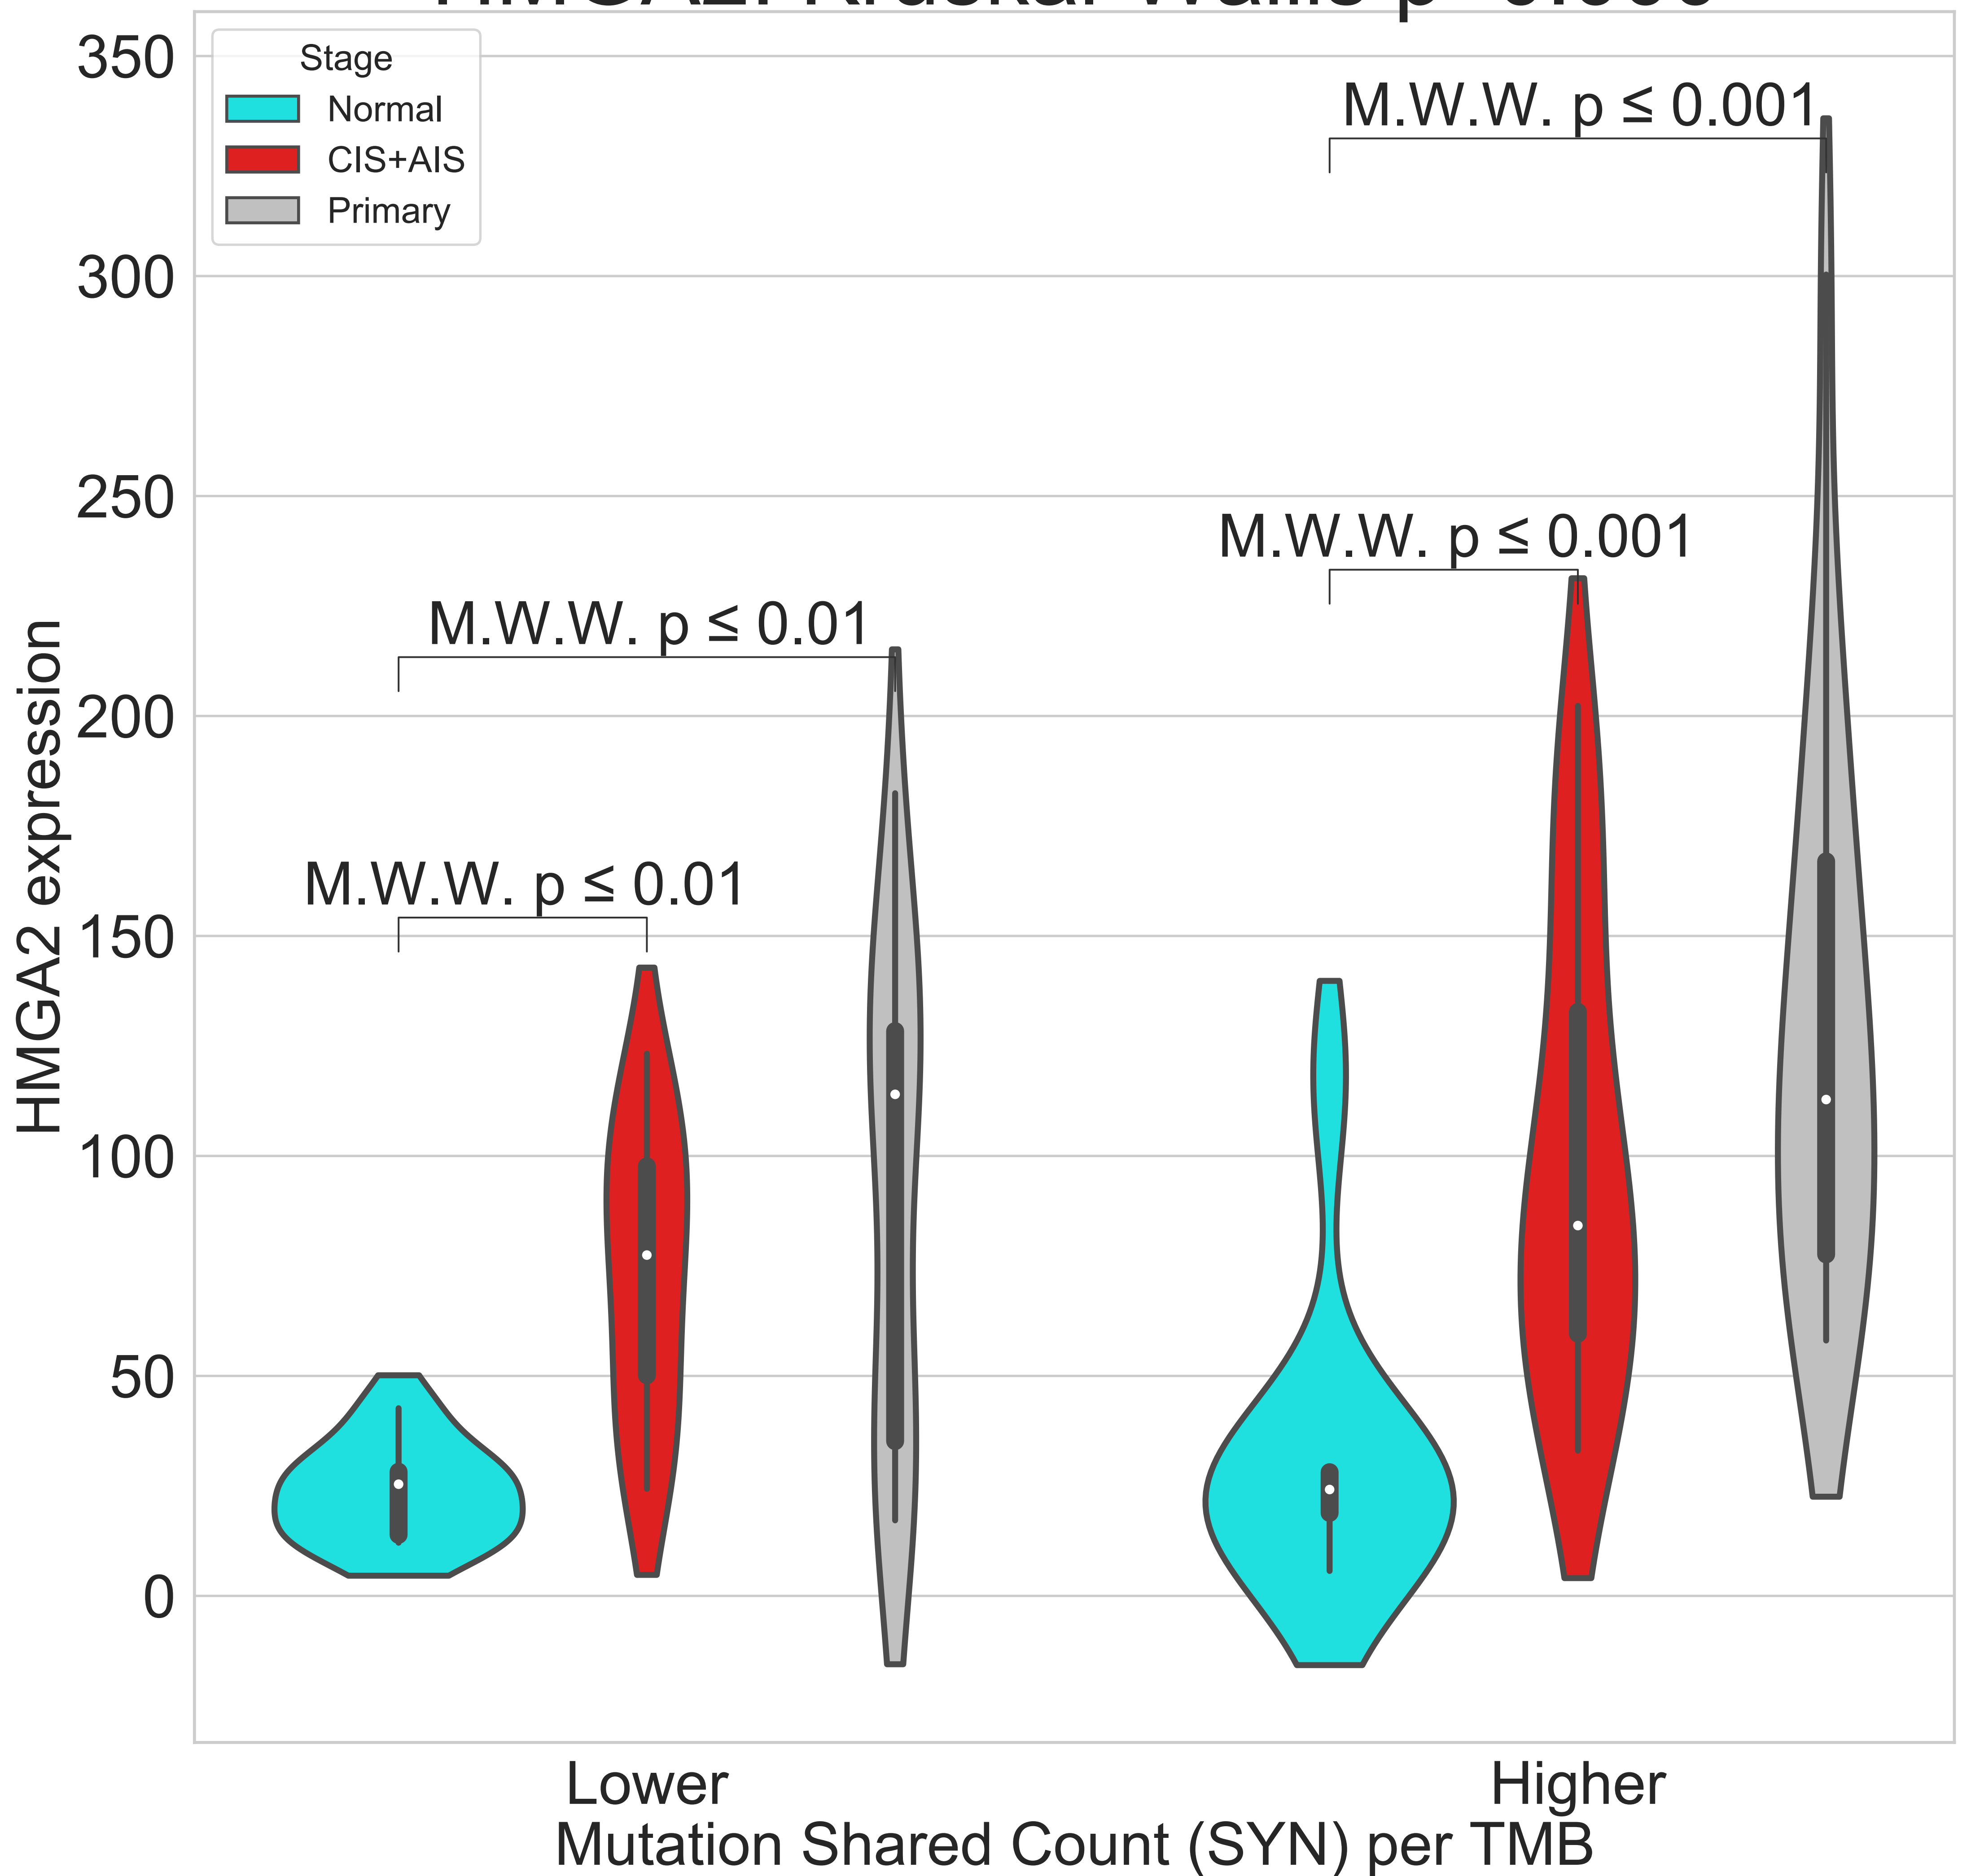 350
300
250
200
150
100
50
0
HMGA2 expression
Stage
Normal
CIS+AIS
Primary
M.W.W. p ≤ 0.001
M.W.W. p ≤ 0.001
M.W.W. p ≤ 0.01
M.W.W. p ≤ 0.01
Lower
Higher
Mutation Shared Count (SYN) per TMB